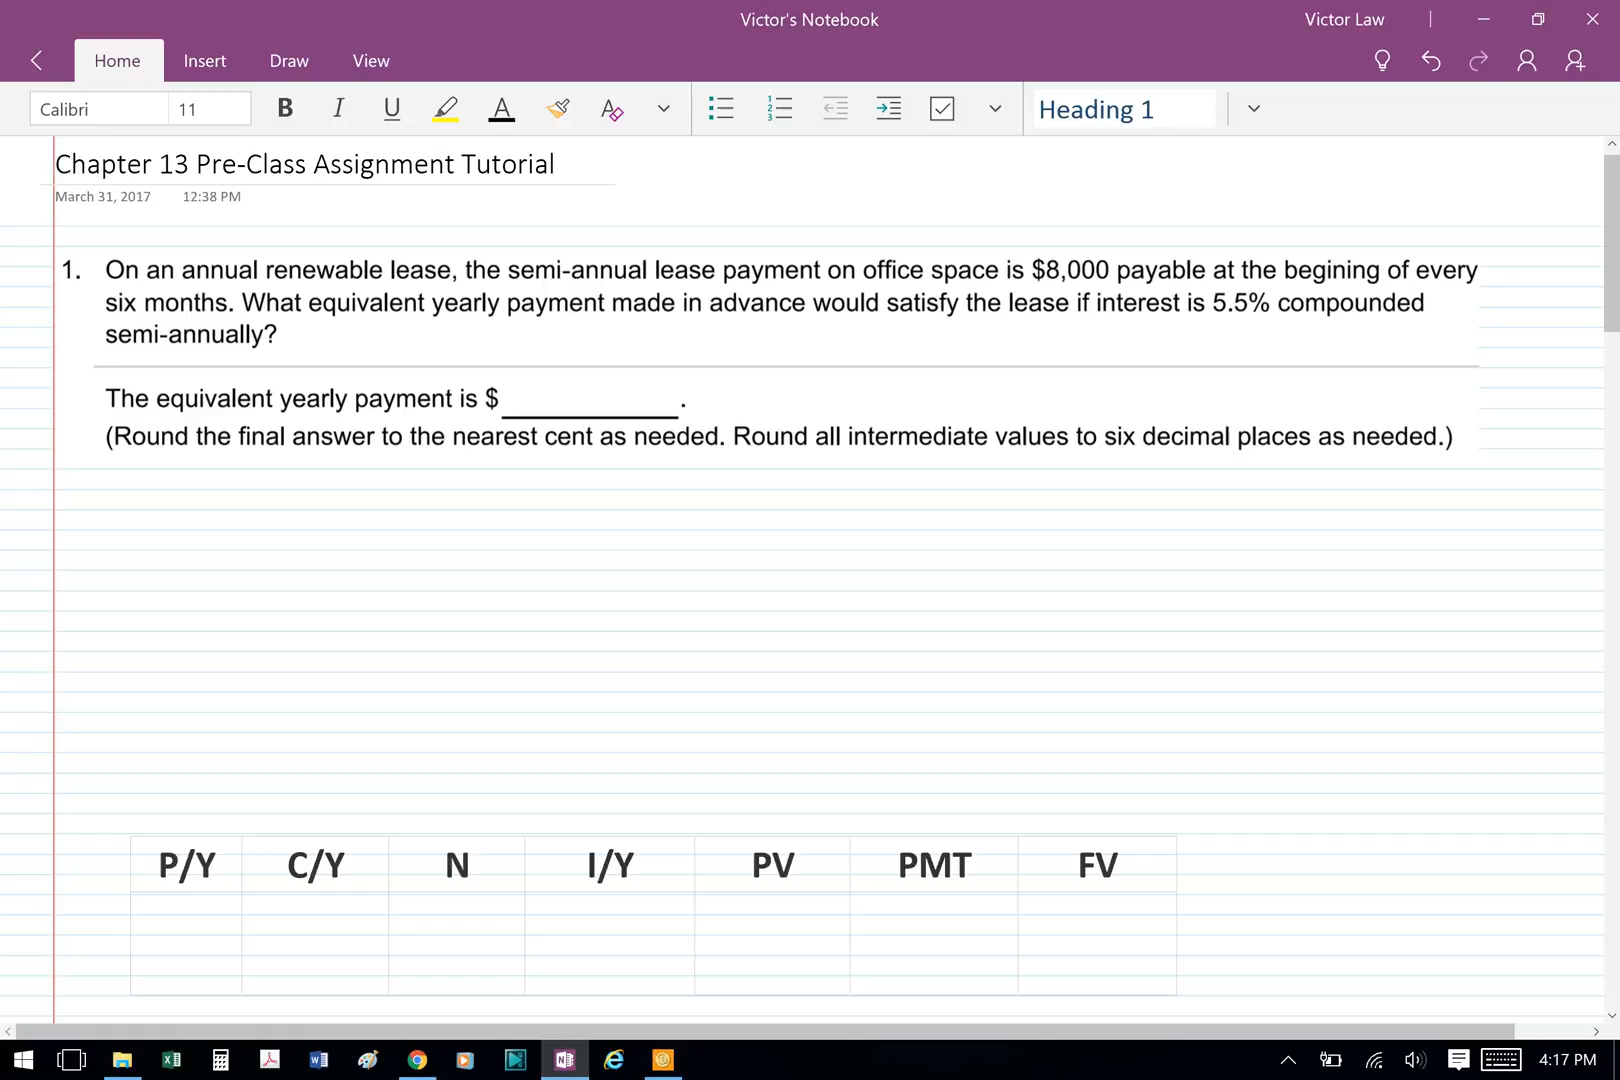 Victor's Notebook
Victor Law
Home
Insert
Draw
View
Calibri
11
B
I
U
A
A
1
2
3
Heading 1
Chapter 13 Pre-Class Assignment Tutorial
March 31, 2017 12:38 PM
1. On an annual renewable lease, the semi-annual lease payment on office space is $8,000 payable at the begining of every
six months. What equivalent yearly payment made in advance would satisfy the lease if interest is 5.5% compounded
semi-annually?
The equivalent yearly payment is $ ____________.
(Round the final answer to the nearest cent as needed. Round all intermediate values to six decimal places as needed.)
P/Y C/Y N I/Y PV PMT FV
4:17 PM